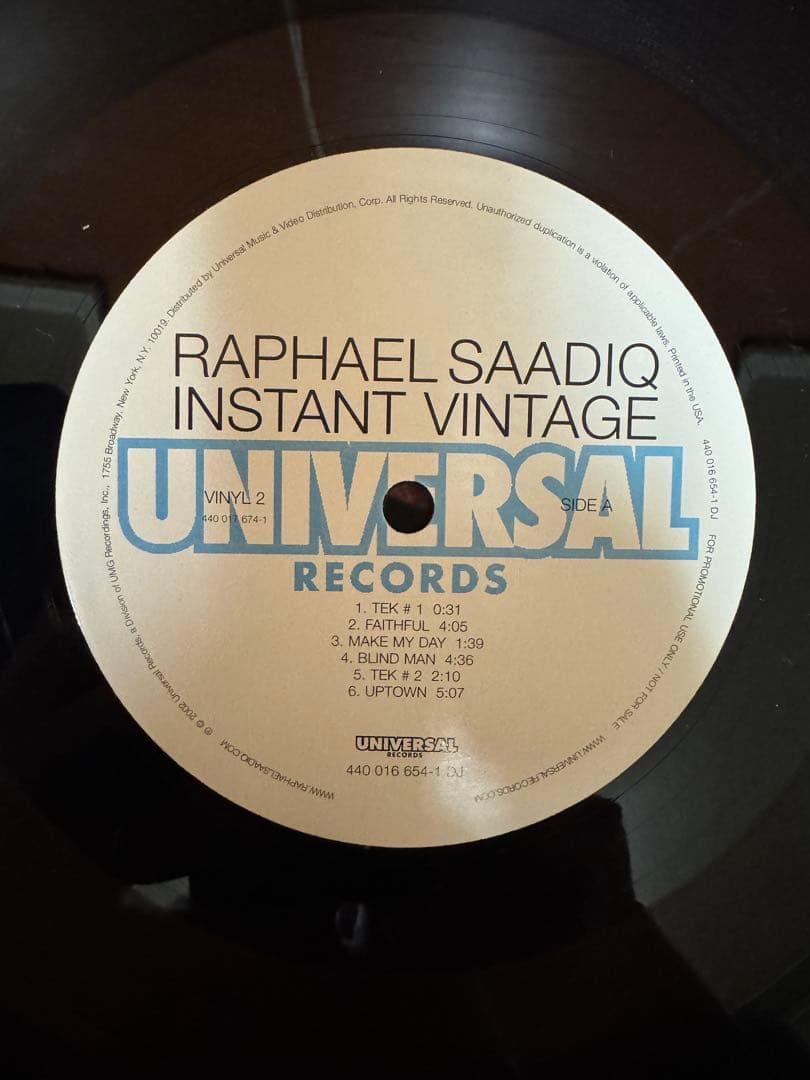 RAPHAEL SAADIQ
INSTANT VINTAGE
UNIVERSAL
VINYL 2
440 017 674-1
SIDE A
RECORDS
1. TEK # 1 0:31
2. FAITHFUL 4:05
3. MAKE MY DAY 1:39
4. BLIND MAN 4:36
5. TEK # 2 2:10
6. UPTOWN 5:07
UNIVERSAL
RECORDS
440 016 654-1 DJ
WWW.RAPHAELSAADIQ.COM ℗ © 2002 Universal Records, a Division of UMG Recordings, Inc., 1755 Broadway, New York, N.Y. 10019. Distributed by Universal Music & Video Distribution, Corp. All Rights Reserved. Unauthorized duplication is a violation of applicable laws. Printed in the USA. 440 016 654-1 DJ FOR PROMOTIONAL USE ONLY / NOT FOR SALE WWW.UNIVERSALRECORDS.COM